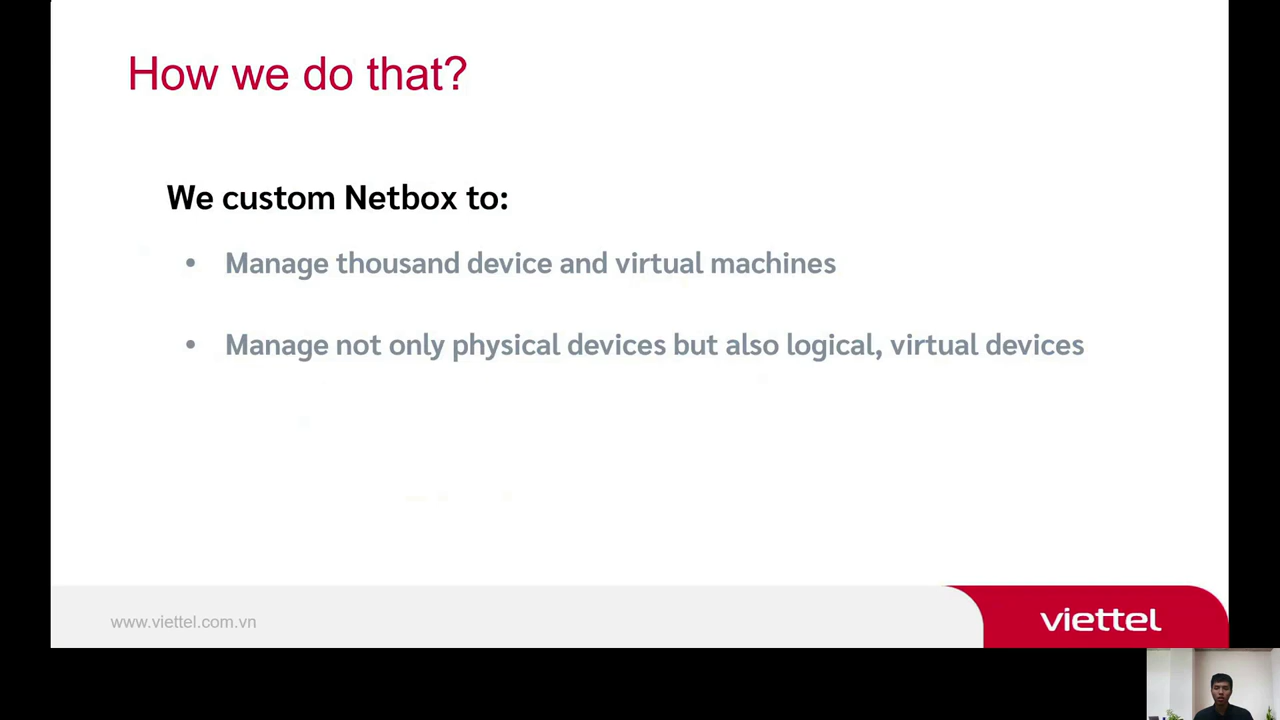 How we do that?
We custom Netbox to:
• Manage thousand device and virtual machines
• Manage not only physical devices but also logical, virtual devices
www.viettel.com.vn
viettel